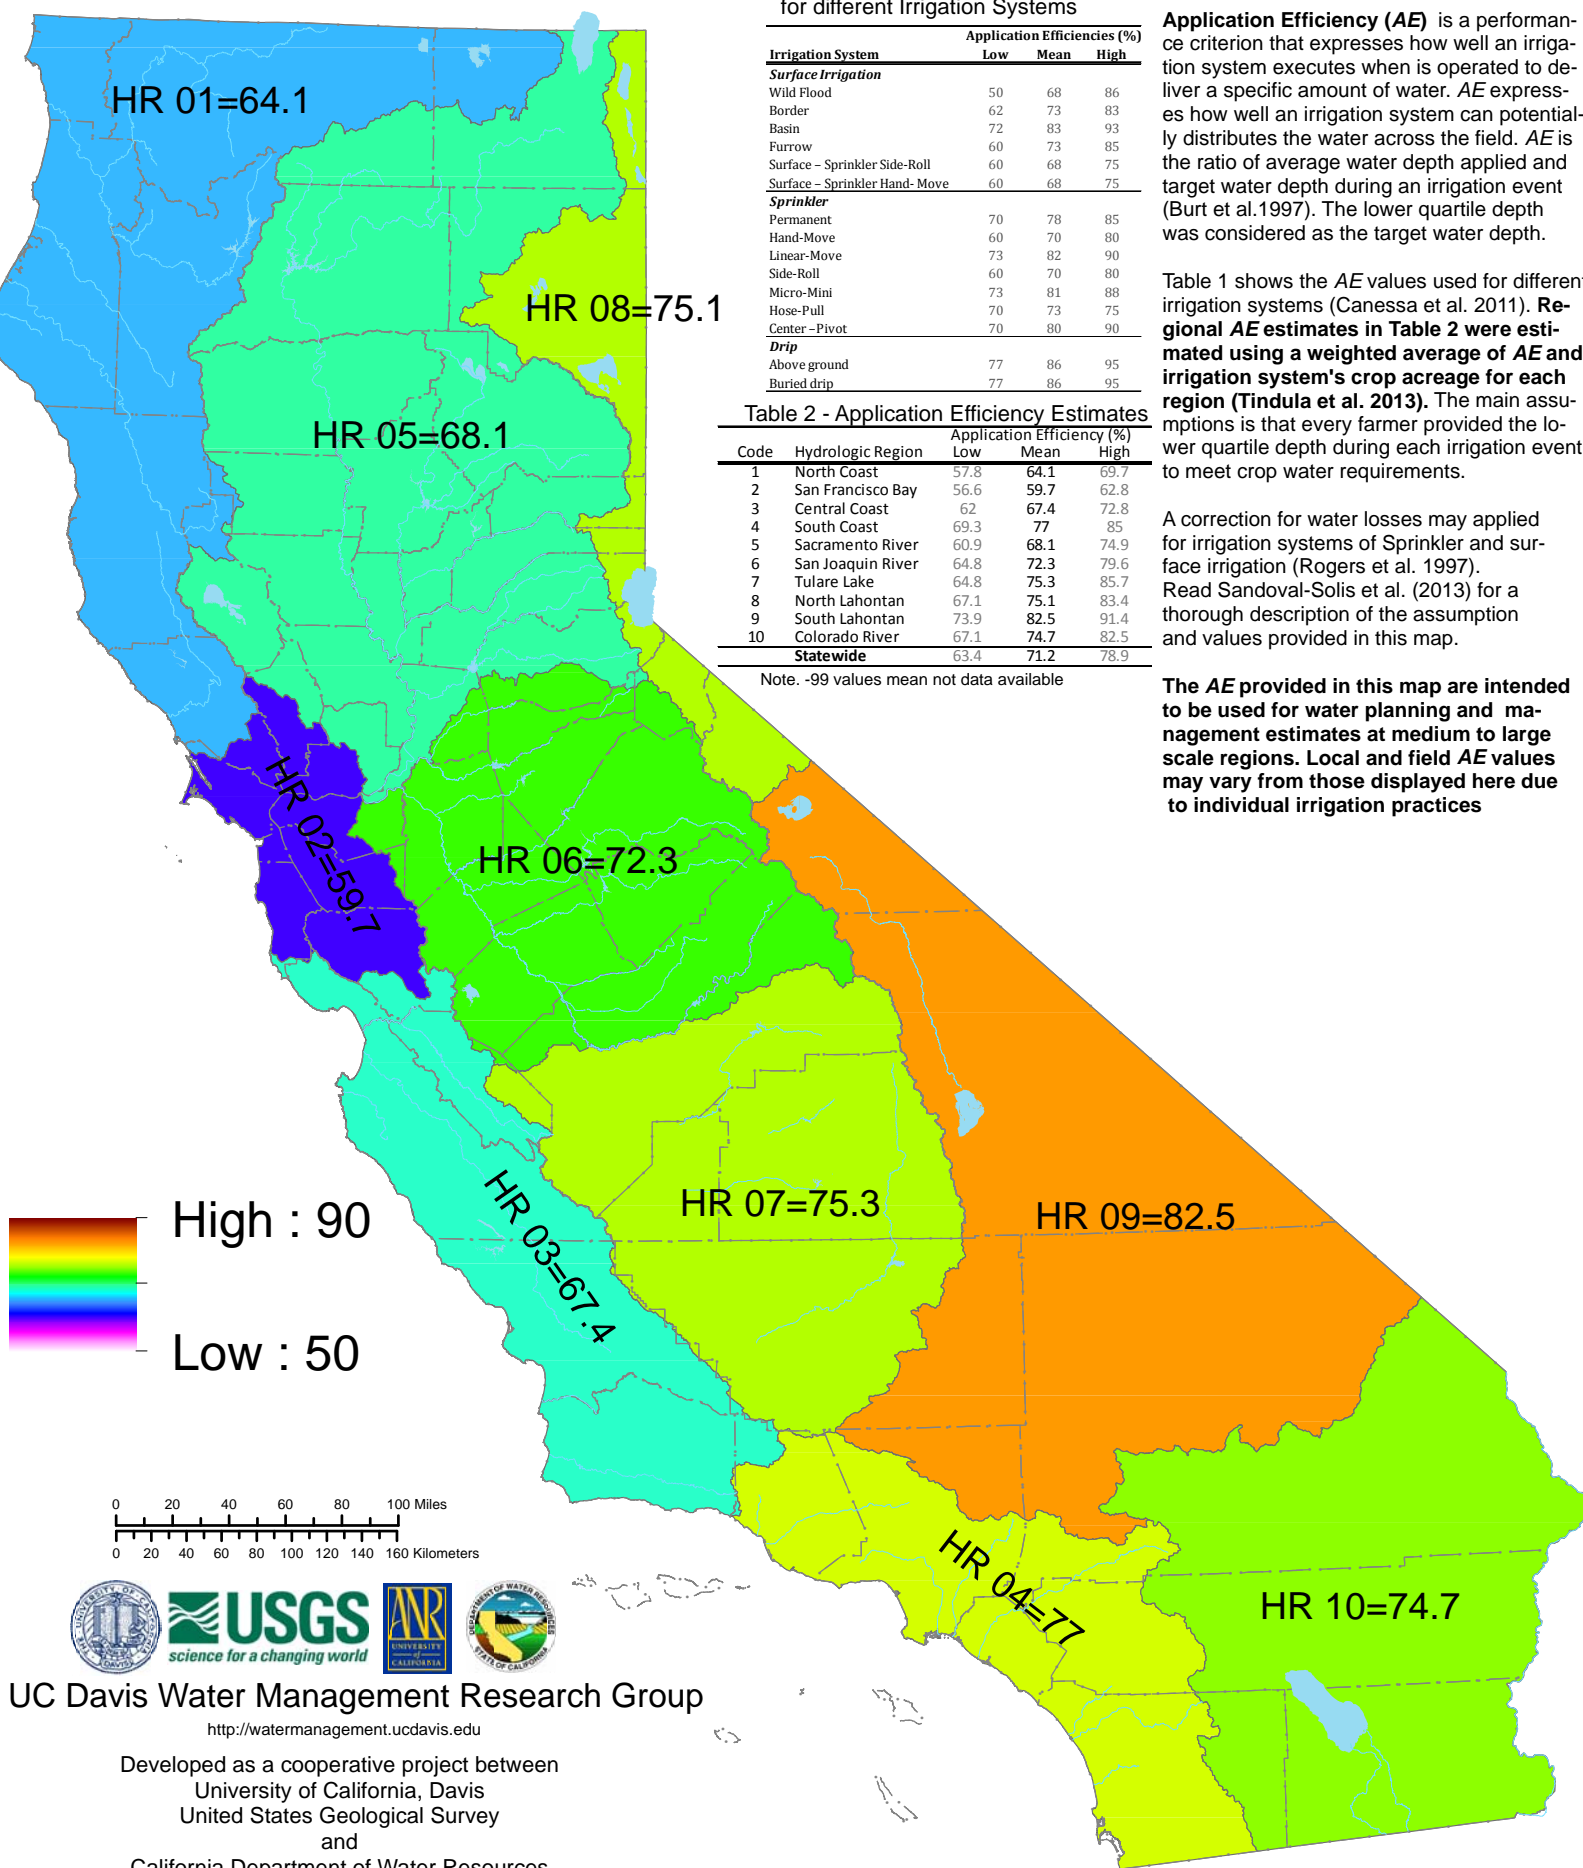 for different Irrigation Systems
Application Efficiencies (%)
Irrigation System Low Mean High
Surface Irrigation
Wild Flood 50 68 86
Border 62 73 83
Basin 72 83 93
Furrow 60 73 85
Surface – Sprinkler Side-Roll 60 68 75
Surface – Sprinkler Hand- Move 60 68 75
Sprinkler
Permanent 70 78 85
Hand-Move 60 70 80
Linear-Move 73 82 90
Side-Roll 60 70 80
Micro-Mini 73 81 88
Hose-Pull 70 73 75
Center –Pivot 70 80 90
Drip
Above ground 77 86 95
Buried drip 77 86 95
Table 2 - Application Efficiency Estimates
Application Efficiency (%)
Code Hydrologic Region Low Mean High
1 North Coast 57.8 64.1 69.7
2 San Francisco Bay 56.6 59.7 62.8
3 Central Coast 62 67.4 72.8
4 South Coast 69.3 77 85
5 Sacramento River 60.9 68.1 74.9
6 San Joaquin River 64.8 72.3 79.6
7 Tulare Lake 64.8 75.3 85.7
8 North Lahontan 67.1 75.1 83.4
9 South Lahontan 73.9 82.5 91.4
10 Colorado River 67.1 74.7 82.5
Statewide 63.4 71.2 78.9
Note. -99 values mean not data available
Application Efficiency (AE) is a performan-
ce criterion that expresses how well an irriga-
tion system executes when is operated to de-
liver a specific amount of water. AE express-
es how well an irrigation system can potential-
ly distributes the water across the field. AE is
the ratio of average water depth applied and
target water depth during an irrigation event
(Burt et al.1997). The lower quartile depth
was considered as the target water depth.
Table 1 shows the AE values used for different
irrigation systems (Canessa et al. 2011). Re-
gional AE estimates in Table 2 were esti-
mated using a weighted average of AE and
irrigation system's crop acreage for each
region (Tindula et al. 2013). The main assu-
mptions is that every farmer provided the lo-
wer quartile depth during each irrigation event
to meet crop water requirements.
A correction for water losses may applied
for irrigation systems of Sprinkler and sur-
face irrigation (Rogers et al. 1997).
Read Sandoval-Solis et al. (2013) for a
thorough description of the assumption
and values provided in this map.
The AE provided in this map are intended
to be used for water planning and ma-
nagement estimates at medium to large
scale regions. Local and field AE values
may vary from those displayed here due
to individual irrigation practices
HR 01=64.1
HR 08=75.1
HR 05=68.1
HR 02=59.7
HR 06=72.3
HR 03=67.4
HR 07=75.3
HR 09=82.5
HR 04=77
HR 10=74.7
High : 90
Low : 50
0 20 40 60 80 100 Miles
0 20 40 60 80 100 120 140 160 Kilometers
USGS
science for a changing world
ANR
UNIVERSITY
of
CALIFORNIA
DEPARTMENT OF WATER RESOURCES
STATE OF CALIFORNIA
UC Davis Water Management Research Group
http://watermanagement.ucdavis.edu
Developed as a cooperative project between
University of California, Davis
United States Geological Survey
and
California Department of Water Resources